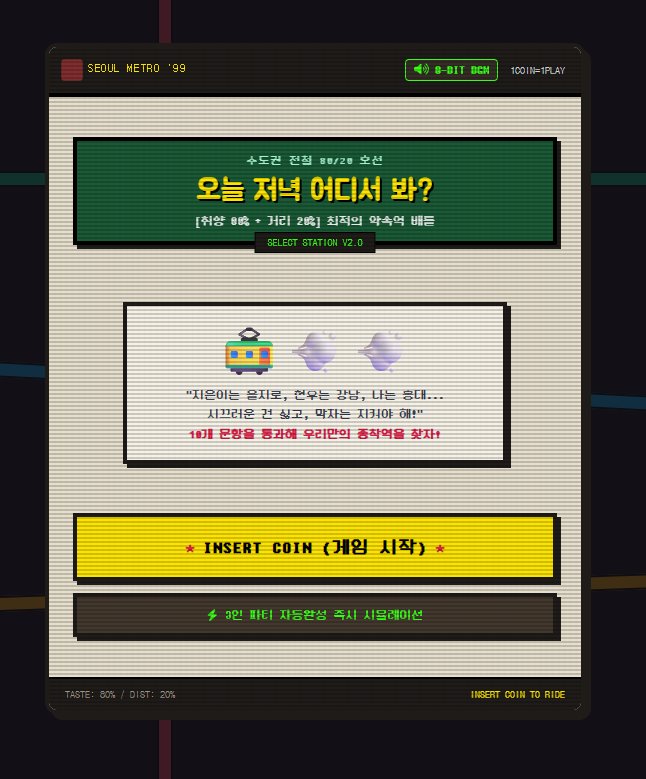 SEOUL METRO '99
8-BIT BGM
1COIN=1PLAY
수도권 전철 80/20 호선
오늘 저녁 어디서 봐?
[취향 80% + 거리 20%] 최적의 약속역 배틀
SELECT STATION V2.0
"지은이는 을지로, 현우는 강남, 나는 홍대...
시끄러운 건 싫고, 막차는 지켜야 해!"
10개 문항을 통과해 우리만의 종착역을 찾자!
★ INSERT COIN (게임 시작) ★
3인 파티 자동완성 즉시 시뮬레이션
TASTE: 80% / DIST: 20%
INSERT COIN TO RIDE